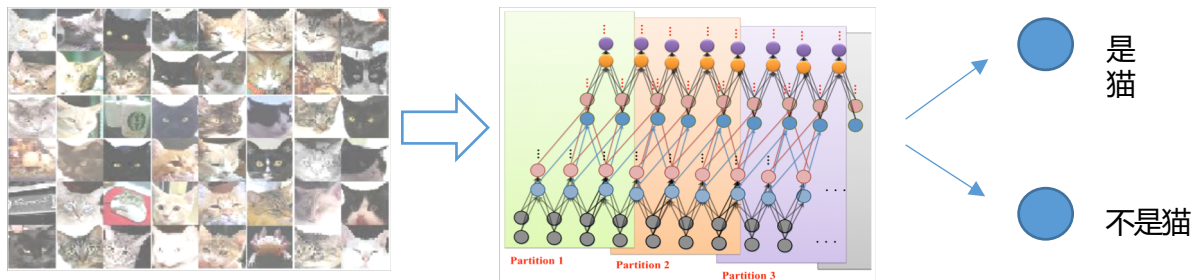 是
猫
Partition 1
Partition 2
Partition 3
不是猫